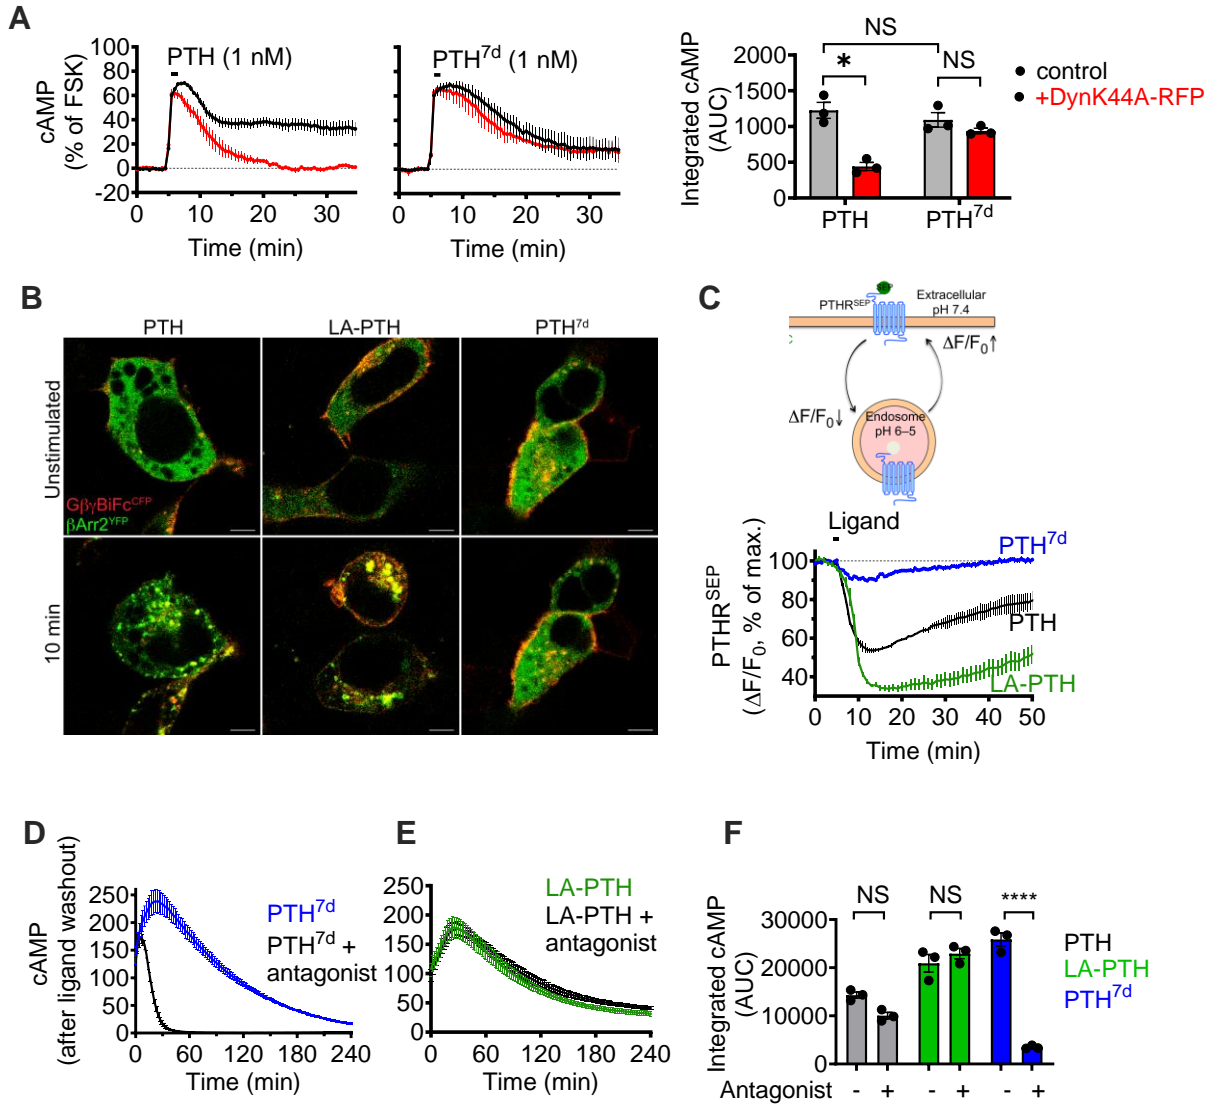 A
PTH (1 nM)
cAMP
(% of FSK)
100
80
60
40
20
0
-20
0 10 20 30
Time (min)
PTH7d (1 nM)
0 10 20 30
Time (min)
NS
* NS
Integrated cAMP
(AUC)
2000
1500
1000
500
0
PTH PTH7d
control
+DynK44A-RFP
B
PTH LA-PTH PTH7d
Unstimulated
GβγBiFcCFP
βArr2YFP
10 min
C
SEP
PTHRSEP
Extracellular
pH 7.4
ΔF/F0↑
ΔF/F0↓
Endosome
pH 6–5
Ligand
PTHRSEP
(ΔF/F0, % of max.)
100
80
60
40
PTH7d
PTH
LA-PTH
0 10 20 30 40 50
Time (min)
D
cAMP
(after ligand washout)
250
200
150
100
50
0
PTH7d
PTH7d +
antagonist
0 60 120 180 240
Time (min)
E
250
200
150
100
50
0
LA-PTH
LA-PTH +
antagonist
0 60 120 180 240
Time (min)
F
NS NS ****
Integrated cAMP
(AUC)
30000
20000
10000
0
PTH
LA-PTH
PTH7d
Antagonist - + - + - +